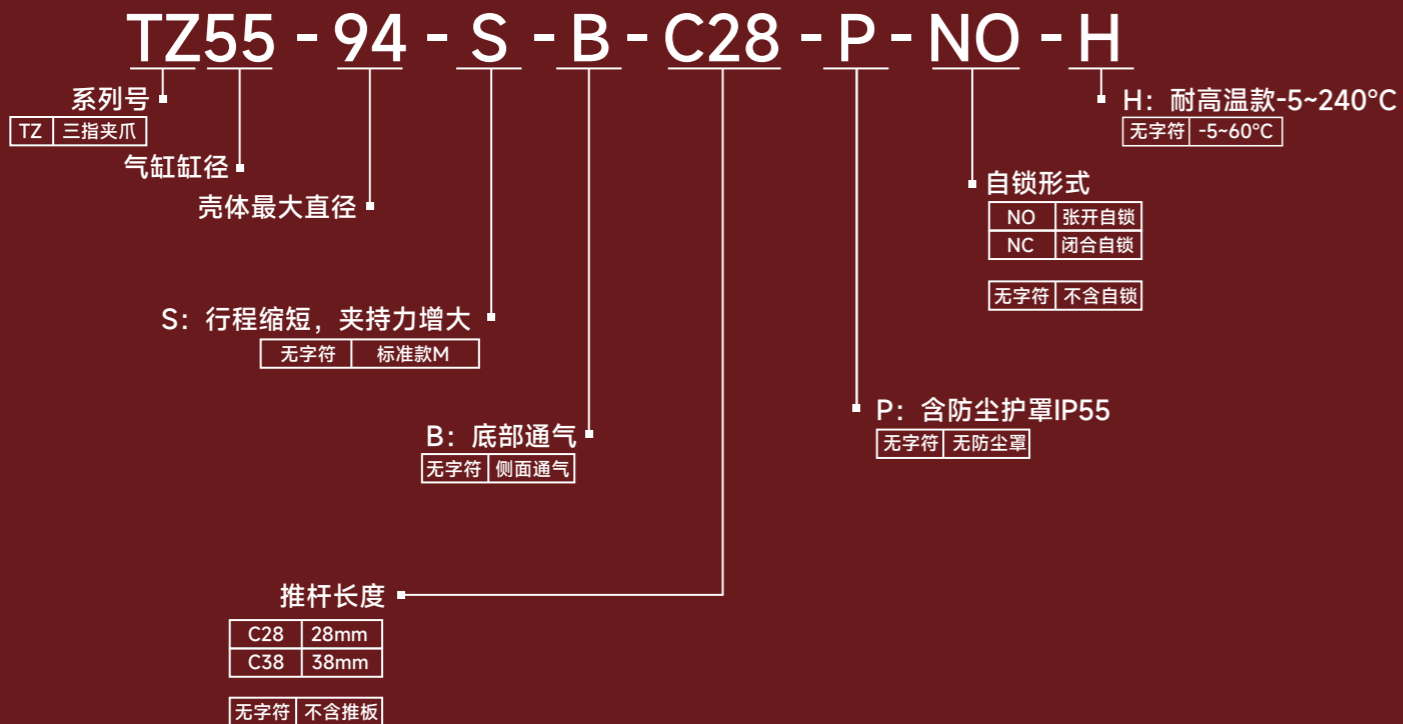 TZ55-94-S-B-C28-P-NO-H
系列号
TZ 三指夹爪
气缸缸径
壳体最大直径
S：行程缩短，夹持力增大
无字符 标准款M
B：底部通气
无字符 侧面通气
推杆长度
C28 28mm
C38 38mm
无字符 不含推板
P：含防尘护罩IP55
无字符 无防尘罩
自锁形式
NO 张开自锁
NC 闭合自锁
无字符 不含自锁
H：耐高温款-5~240°C
无字符 -5~60°C